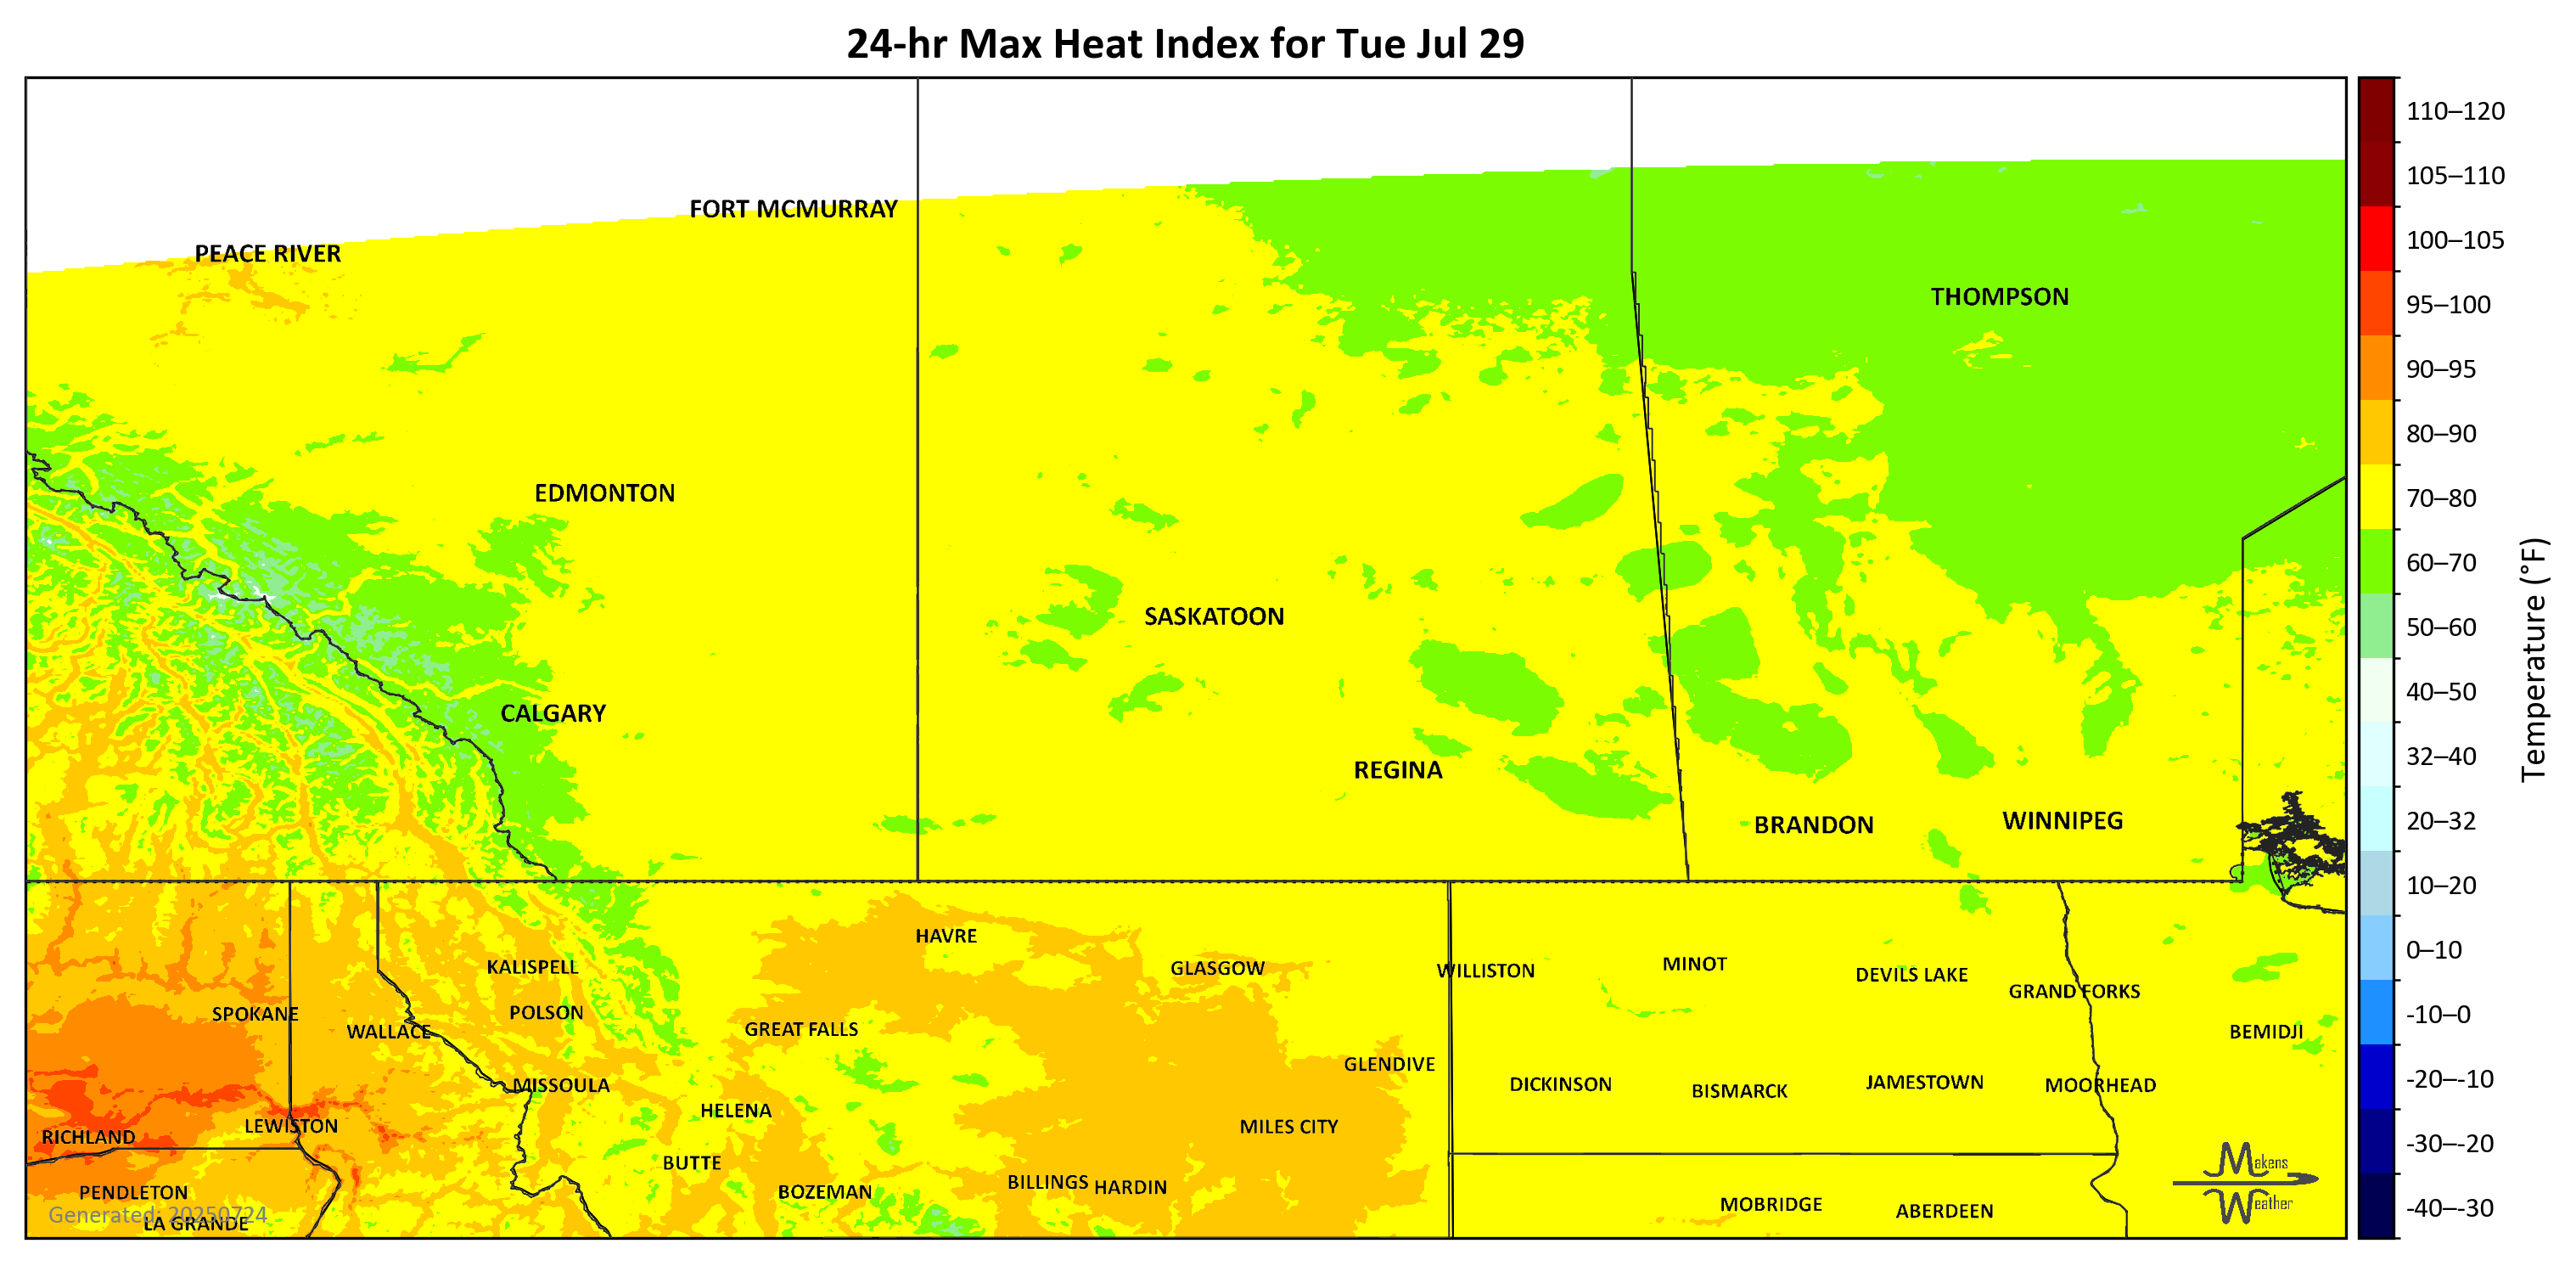 24-hr Max Heat Index for Tue Jul 29
FORT MCMURRAY
PEACE RIVER
THOMPSON
EDMONTON
SASKATOON
CALGARY
REGINA
BRANDON
WINNIPEG
HAVRE
KALISPELL
GLASGOW
WILLISTON
MINOT
DEVILS LAKE
GRAND FORKS
SPOKANE
POLSON
WALLACE
GREAT FALLS
BEMIDJI
GLENDIVE
MISSOULA
DICKINSON
BISMARCK
JAMESTOWN
MOORHEAD
HELENA
LEWISTON
MILES CITY
RICHLAND
BUTTE
PENDLETON
BOZEMAN
BILLINGS
HARDIN
MOBRIDGE
ABERDEEN
Generated: 20250724
LA GRANDE
Makens
Weather
110–120
105–110
100–105
95–100
90–95
80–90
70–80
60–70
50–60
40–50
32–40
20–32
10–20
0–10
-10–0
-20–-10
-30–-20
-40–-30
Temperature (°F)